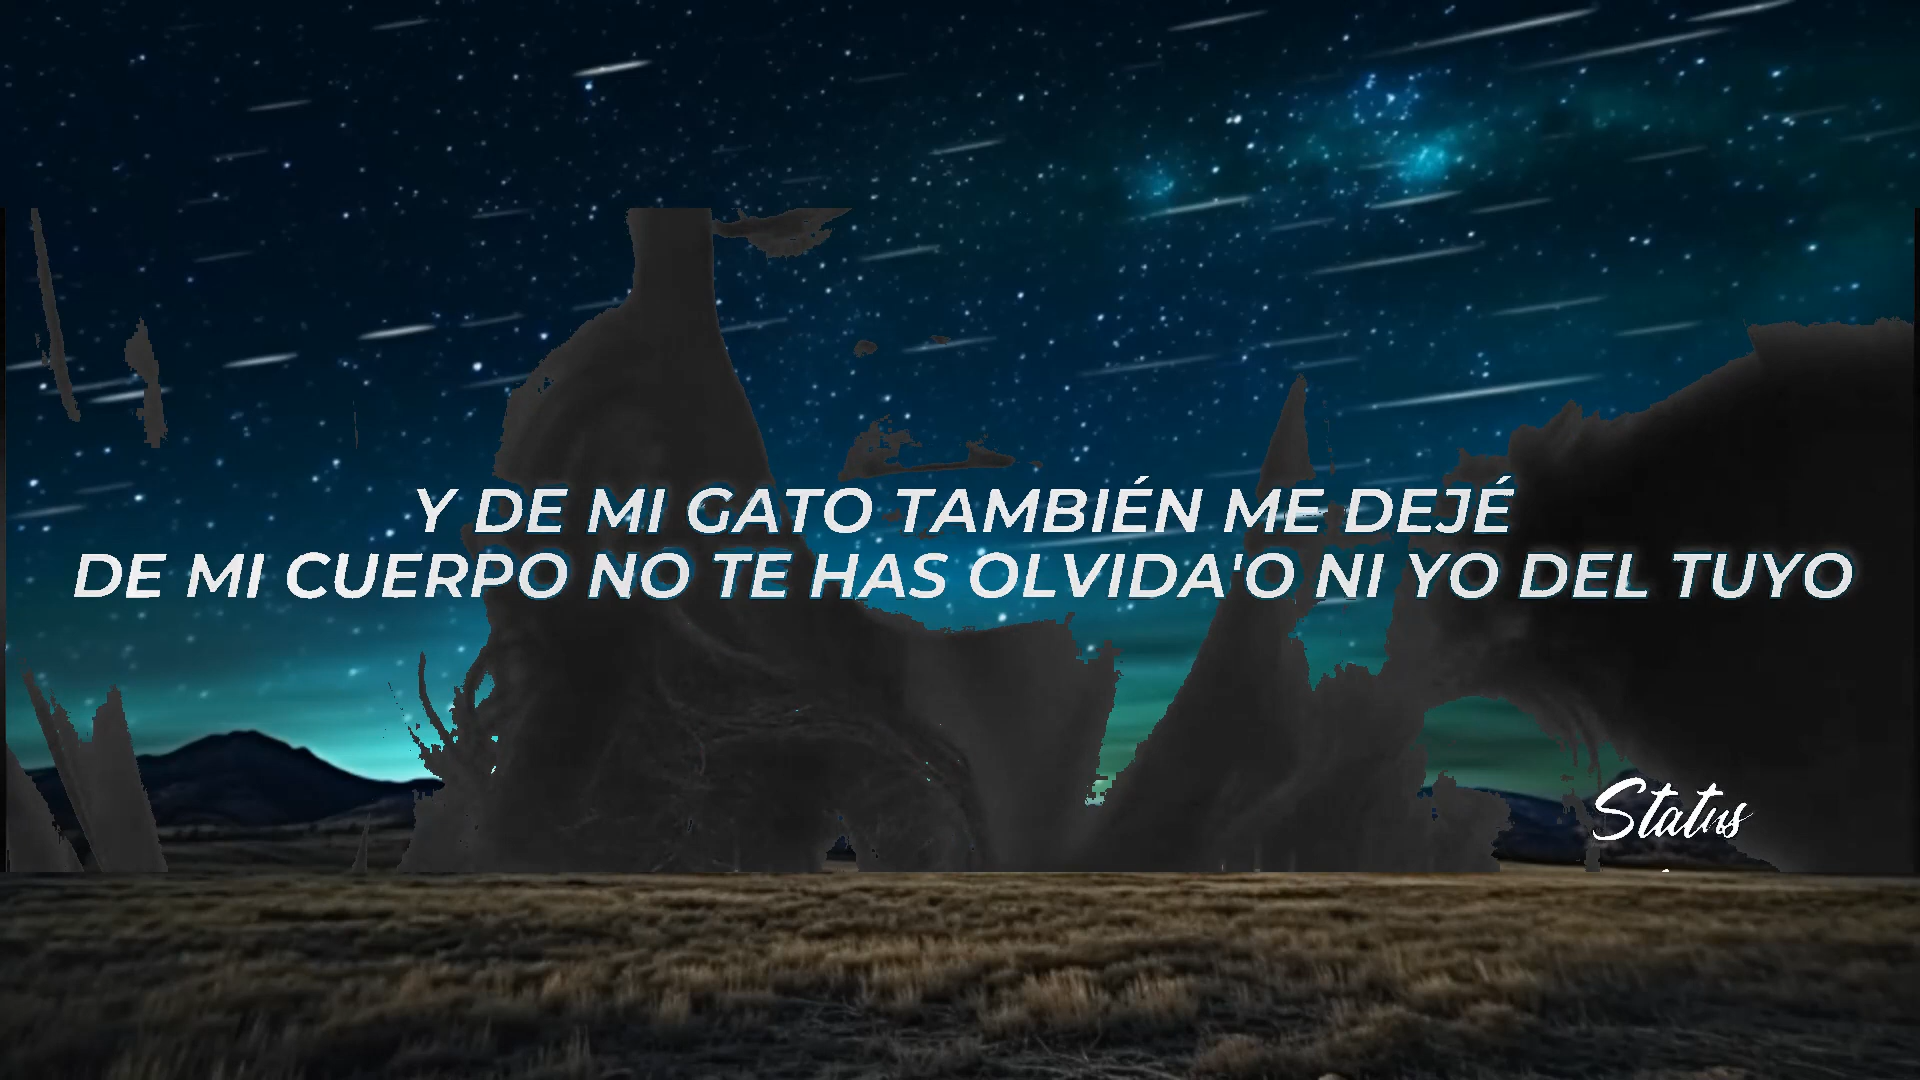 Y DE MI GATO TAMBIÉN ME DEJÉ
DE MI CUERPO NO TE HAS OLVIDA'O NI YO DEL TUYO
Status